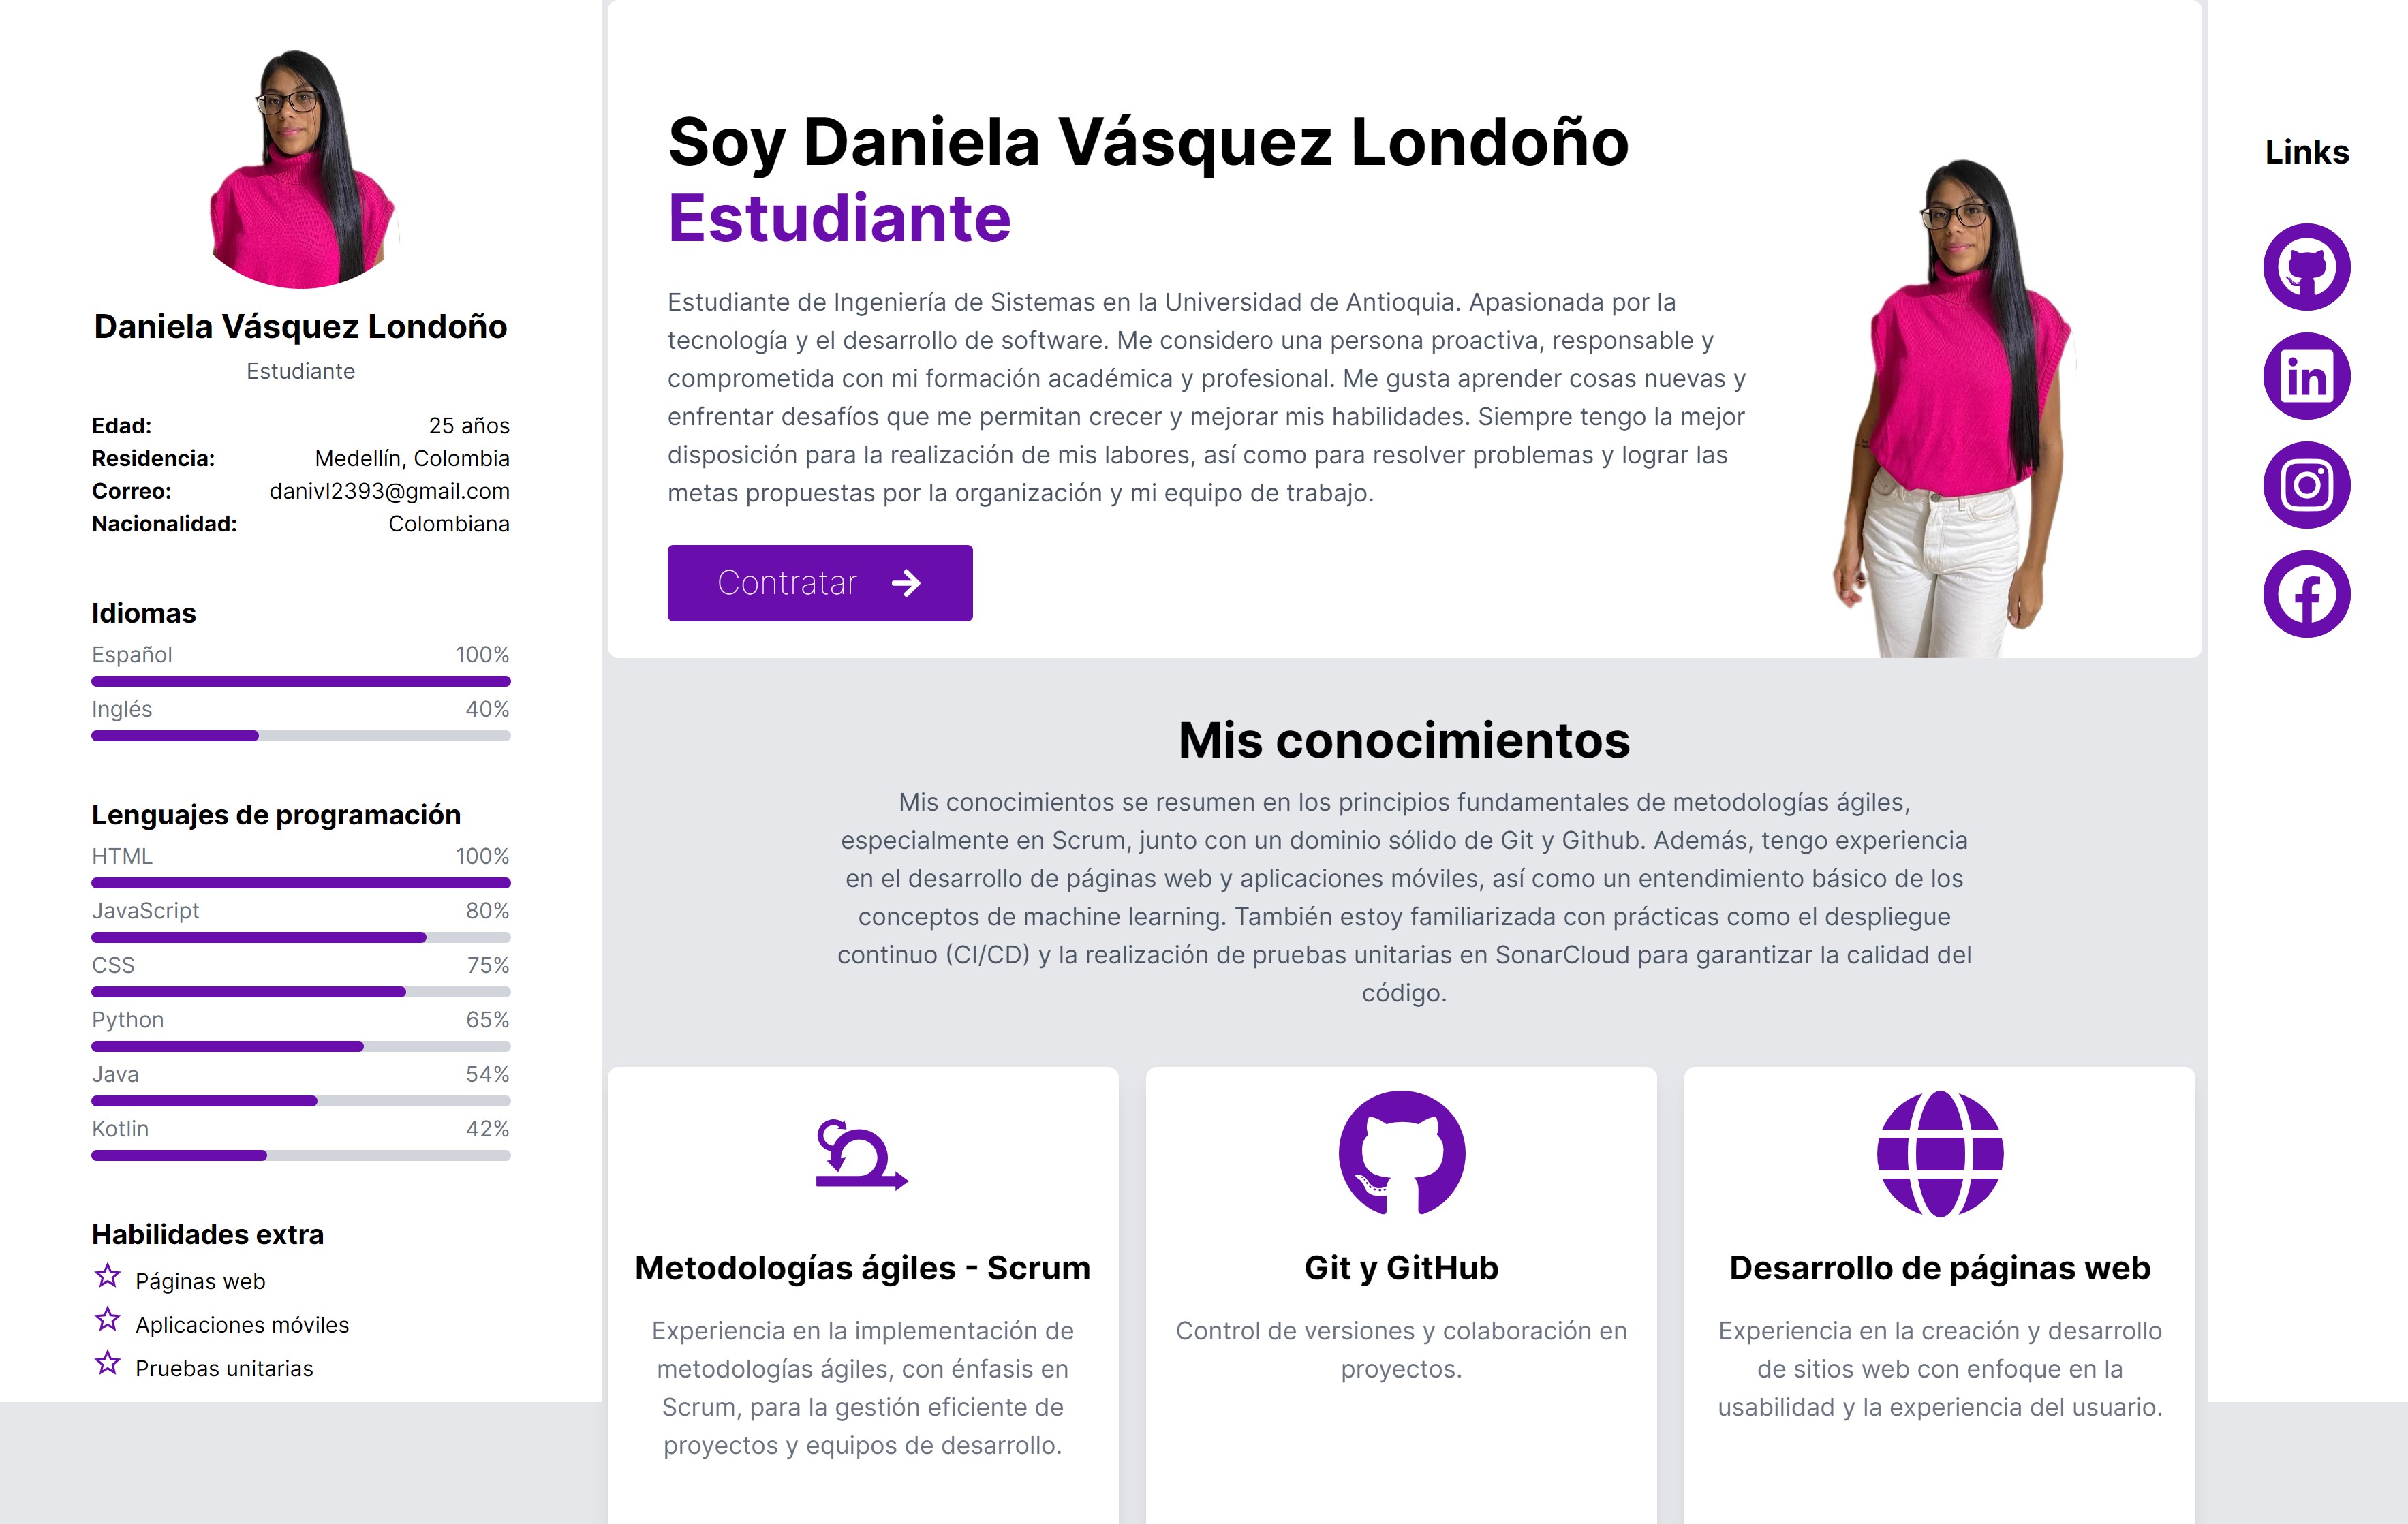 Daniela Vásquez Londoño
Estudiante
Edad: 25 años
Residencia: Medellín, Colombia
Correo: danivl2393@gmail.com
Nacionalidad: Colombiana
Idiomas
Español 100%
Inglés 40%
Lenguajes de programación
HTML 100%
JavaScript 80%
CSS 75%
Python 65%
Java 54%
Kotlin 42%
Habilidades extra
Páginas web
Aplicaciones móviles
Pruebas unitarias
Soy Daniela Vásquez Londoño
Estudiante
Estudiante de Ingeniería de Sistemas en la Universidad de Antioquia. Apasionada por la
tecnología y el desarrollo de software. Me considero una persona proactiva, responsable y
comprometida con mi formación académica y profesional. Me gusta aprender cosas nuevas y
enfrentar desafíos que me permitan crecer y mejorar mis habilidades. Siempre tengo la mejor
disposición para la realización de mis labores, así como para resolver problemas y lograr las
metas propuestas por la organización y mi equipo de trabajo.
Contratar
Mis conocimientos
Mis conocimientos se resumen en los principios fundamentales de metodologías ágiles,
especialmente en Scrum, junto con un dominio sólido de Git y Github. Además, tengo experiencia
en el desarrollo de páginas web y aplicaciones móviles, así como un entendimiento básico de los
conceptos de machine learning. También estoy familiarizada con prácticas como el despliegue
continuo (CI/CD) y la realización de pruebas unitarias en SonarCloud para garantizar la calidad del
código.
Metodologías ágiles - Scrum
Experiencia en la implementación de
metodologías ágiles, con énfasis en
Scrum, para la gestión eficiente de
proyectos y equipos de desarrollo.
Git y GitHub
Control de versiones y colaboración en
proyectos.
Desarrollo de páginas web
Experiencia en la creación y desarrollo
de sitios web con enfoque en la
usabilidad y la experiencia del usuario.
Links
in